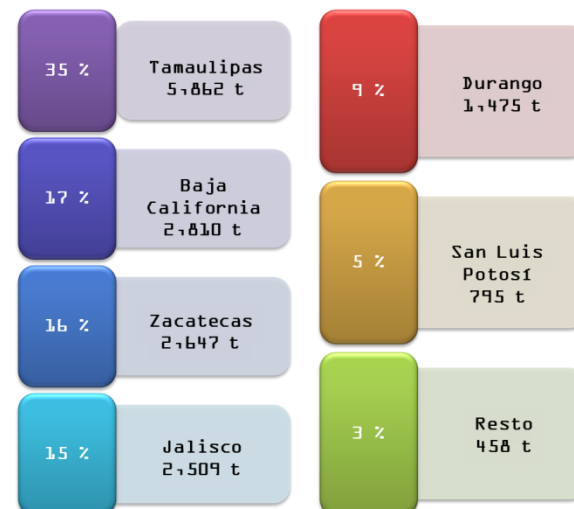 35 %
Tamaulipas
5,862 t
17 %
Baja
California
2,810 t
16 %
Zacatecas
2,647 t
15 %
Jalisco
2,509 t
9 %
Durango
1,475 t
5 %
San Luis
Potosí
795 t
3 %
Resto
458 t